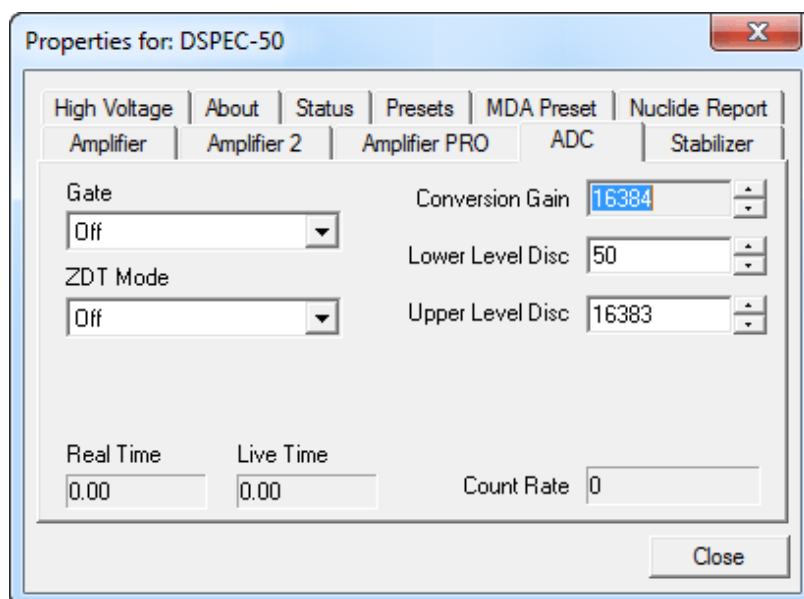 Properties for: DSPEC-50
High Voltage About Status Presets MDA Preset Nuclide Report
Amplifier Amplifier 2 Amplifier PRO ADC Stabilizer
Gate
Off
ZDT Mode
Off
Conversion Gain 16384
Lower Level Disc 50
Upper Level Disc 16383
Real Time Live Time
0.00 0.00
Count Rate 0
Close